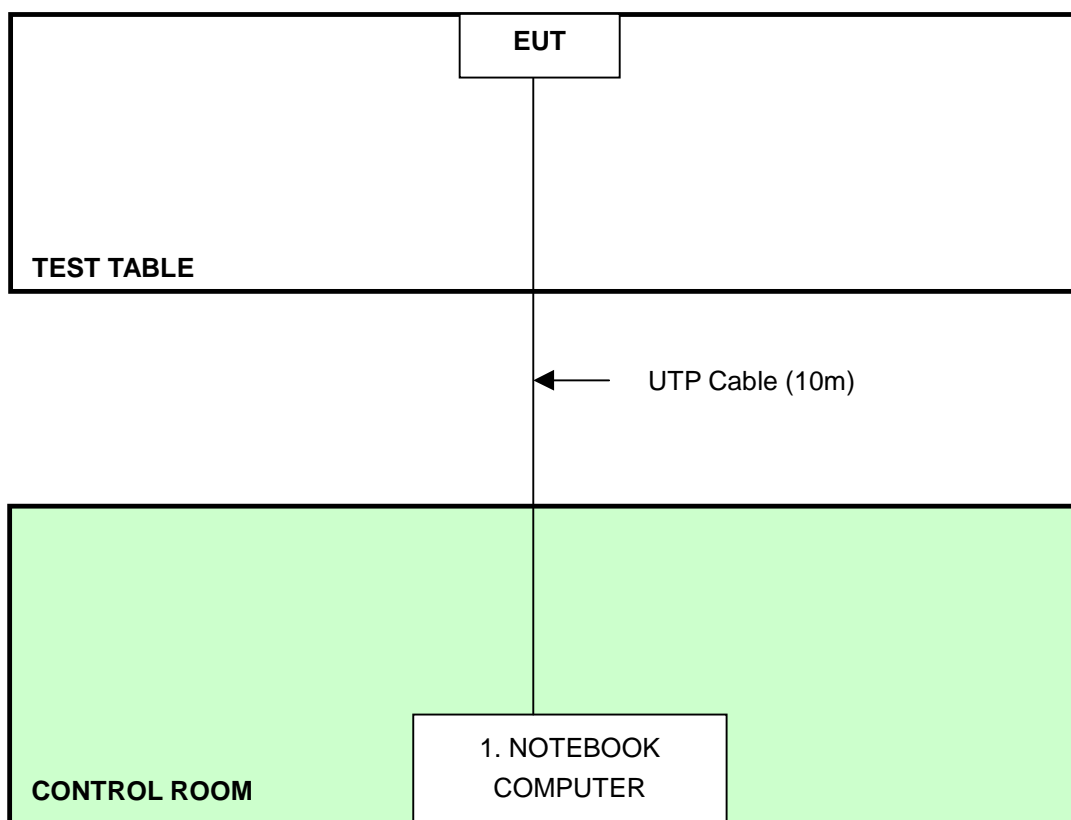 EUT
TEST TABLE
UTP Cable (10m)
1. NOTEBOOK
COMPUTER
CONTROL ROOM